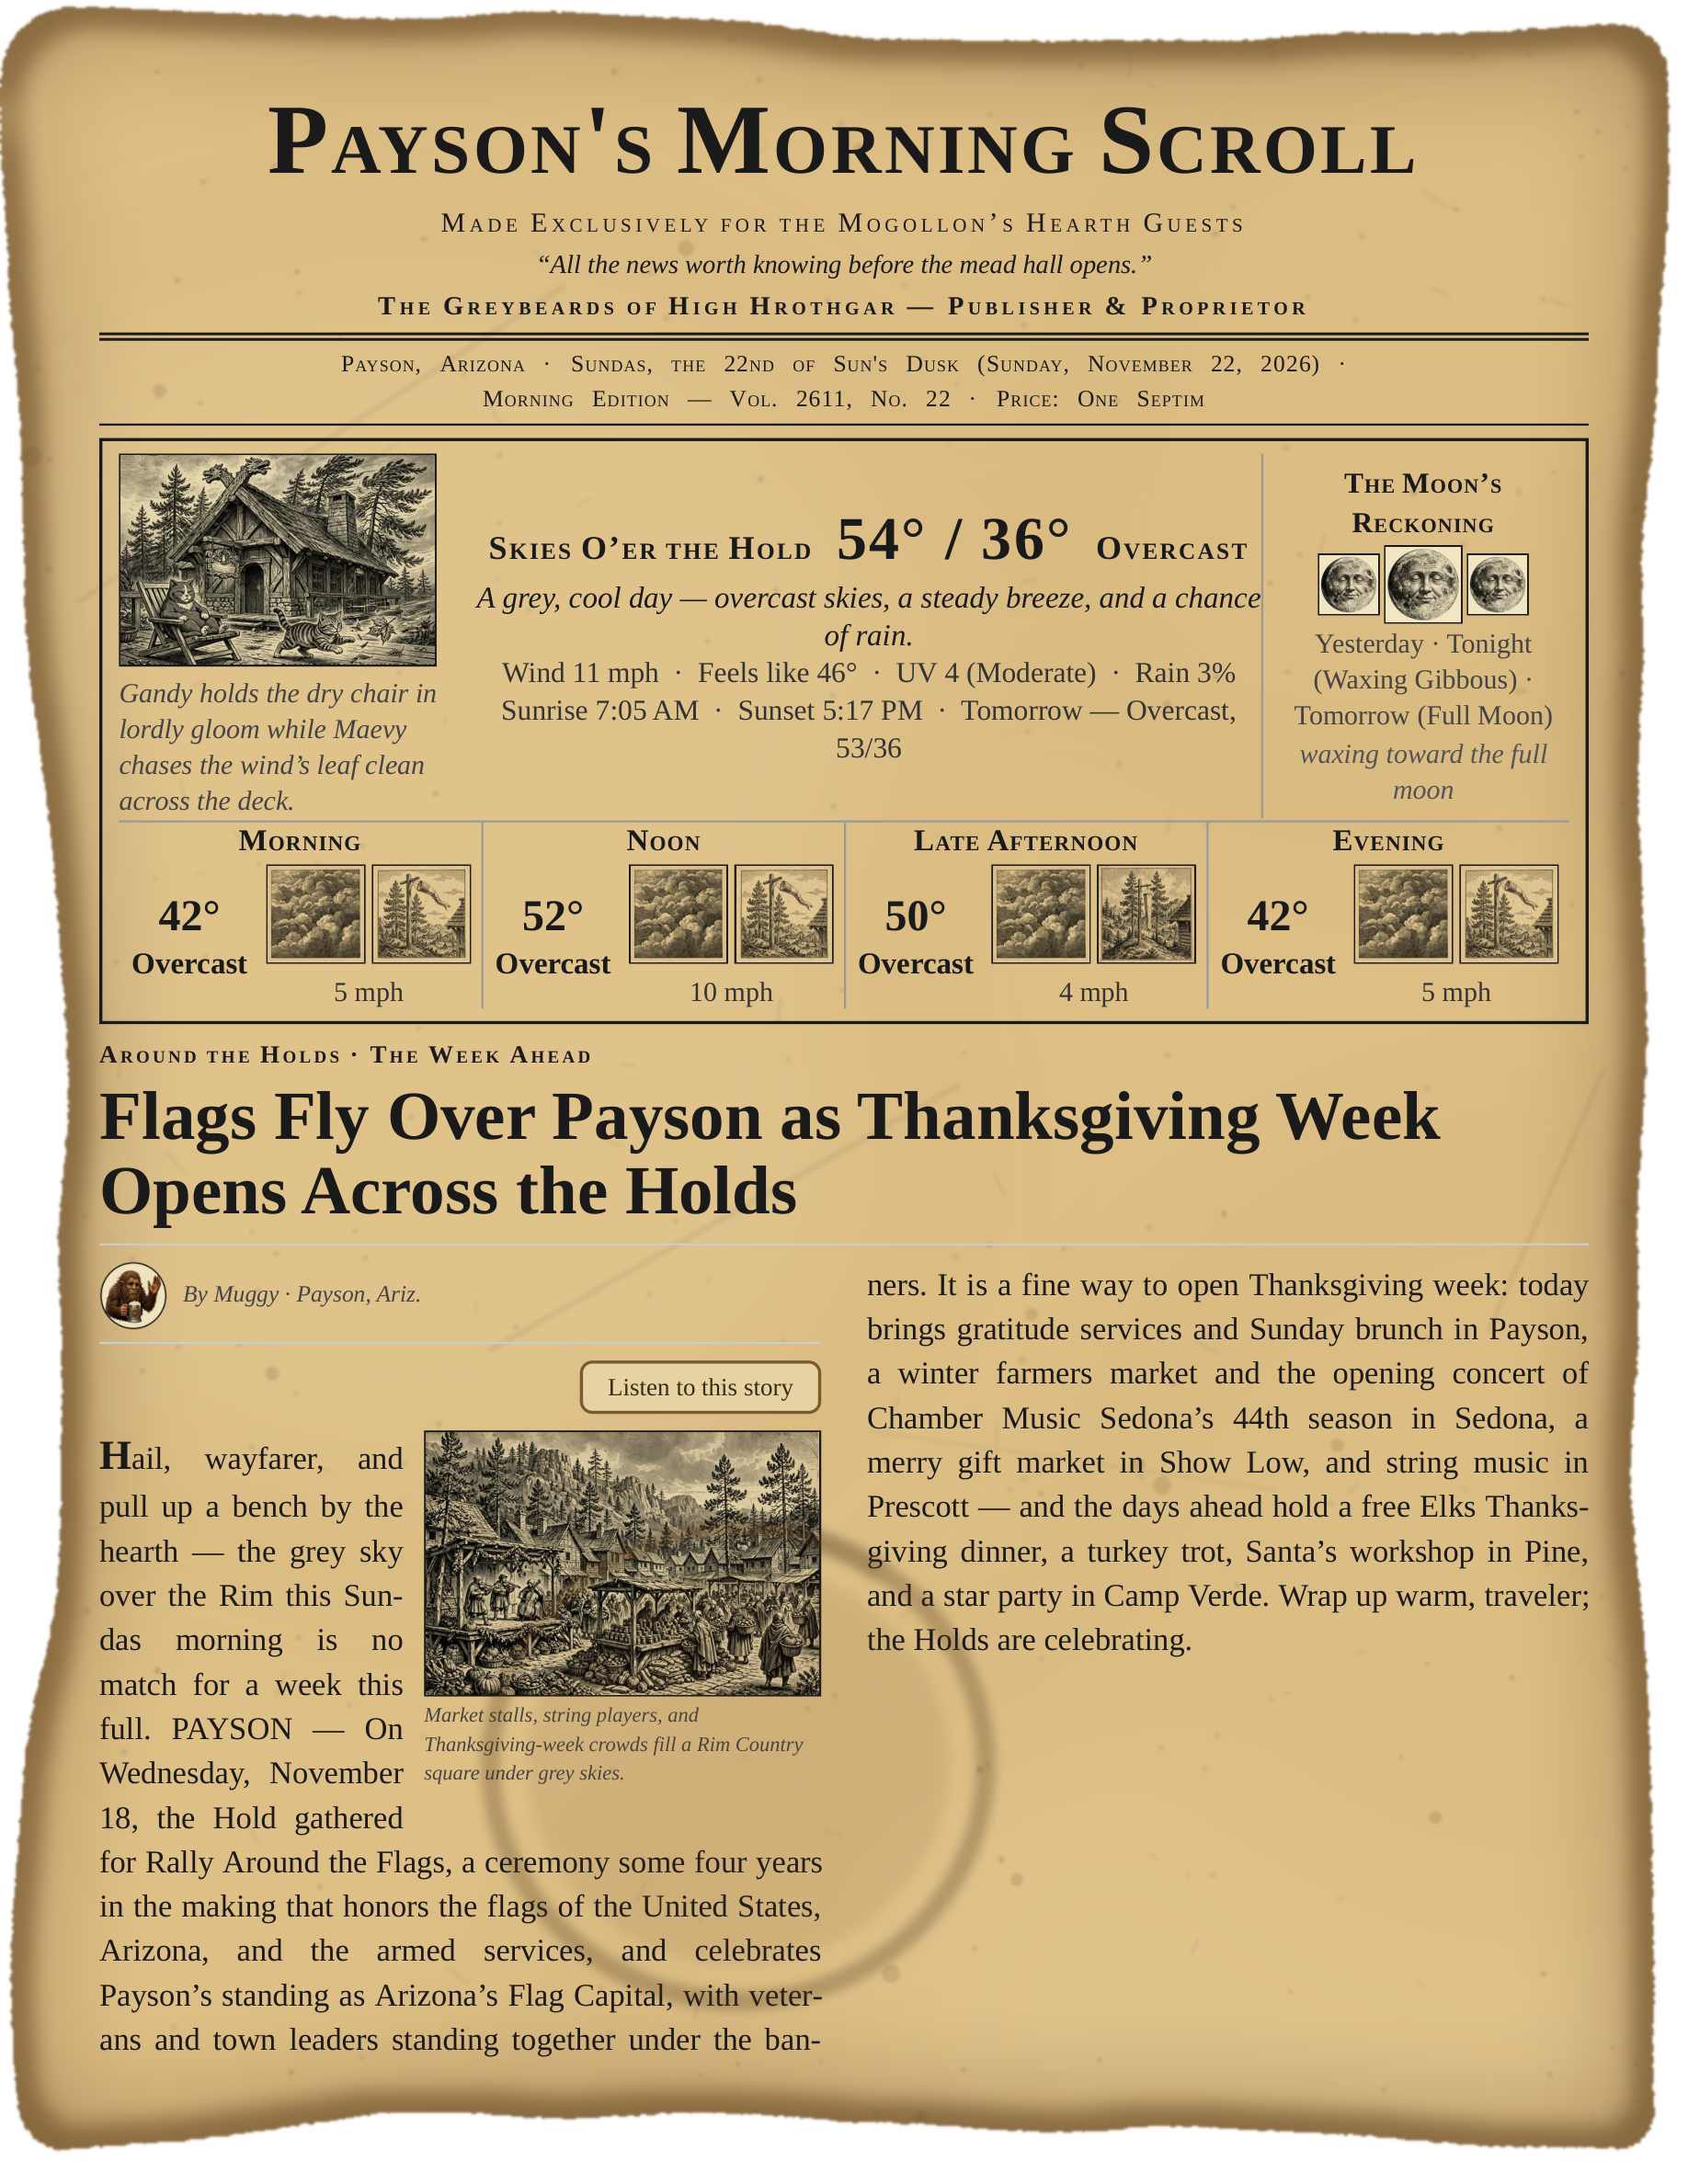 Payson's Morning Scroll
Made Exclusively for the Mogollon’s Hearth Guests
“All the news worth knowing before the mead hall opens.”
The Greybeards of High Hrothgar — Publisher & Proprietor
Payson, Arizona · Sundas, the 22nd of Sun's Dusk (Sunday, November 22, 2026) ·
Morning Edition — Vol. 2611, No. 22 · Price: One Septim
Gandy holds the dry chair in
lordly gloom while Maevy
chases the wind’s leaf clean
across the deck.
Skies O’er the Hold 54° / 36° Overcast
A grey, cool day — overcast skies, a steady breeze, and a chance
of rain.
Wind 11 mph · Feels like 46° · UV 4 (Moderate) · Rain 3%
Sunrise 7:05 AM · Sunset 5:17 PM · Tomorrow — Overcast,
53/36
The Moon’s
Reckoning
Yesterday · Tonight
(Waxing Gibbous) ·
Tomorrow (Full Moon)
waxing toward the full
moon
Morning
42°
Overcast
5 mph
Noon
52°
Overcast
10 mph
Late Afternoon
50°
Overcast
4 mph
Evening
42°
Overcast
5 mph
Around the Holds · The Week Ahead
Flags Fly Over Payson as Thanksgiving Week
Opens Across the Holds
By Muggy · Payson, Ariz.
Listen to this story
Hail, wayfarer, and
pull up a bench by the
hearth — the grey sky
over the Rim this Sun-
das morning is no
match for a week this
full. PAYSON — On
Wednesday, November
18, the Hold gathered
Market stalls, string players, and
Thanksgiving-week crowds fill a Rim Country
square under grey skies.
for Rally Around the Flags, a ceremony some four years
in the making that honors the flags of the United States,
Arizona, and the armed services, and celebrates
Payson’s standing as Arizona’s Flag Capital, with veter-
ans and town leaders standing together under the ban-
ners. It is a fine way to open Thanksgiving week: today
brings gratitude services and Sunday brunch in Payson,
a winter farmers market and the opening concert of
Chamber Music Sedona’s 44th season in Sedona, a
merry gift market in Show Low, and string music in
Prescott — and the days ahead hold a free Elks Thanks-
giving dinner, a turkey trot, Santa’s workshop in Pine,
and a star party in Camp Verde. Wrap up warm, traveler;
the Holds are celebrating.